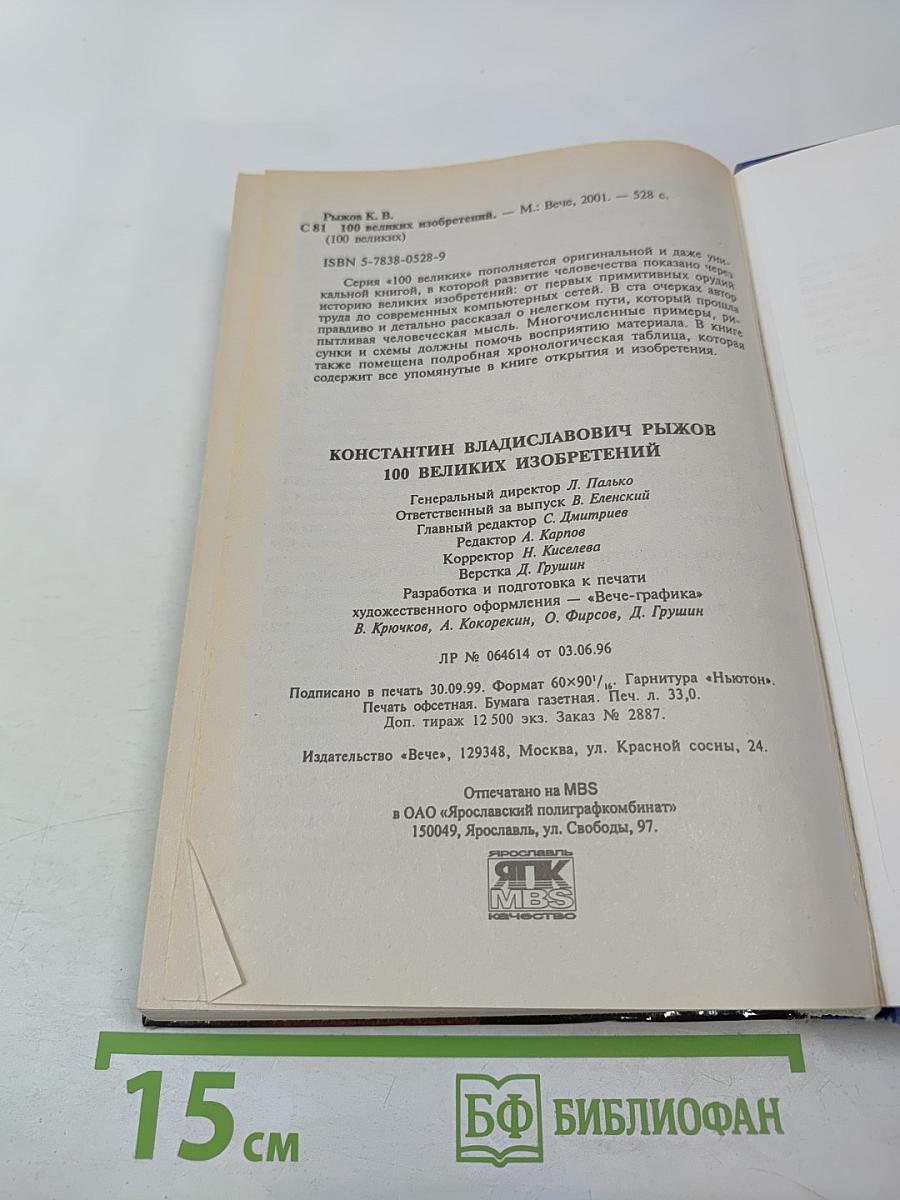 Рыжов К. В.
С 81 100 великих изобретений. — М.: Вече, 2001. — 528 с.
(100 великих)
ISBN 5-7838-0528-9
Серия «100 великих» пополняется оригинальной и даже уни-
кальной книгой, в которой развитие человечества показано через
историю великих изобретений: от первых примитивных орудий
труда до современных компьютерных сетей. В ста очерках автор
правдиво и детально рассказал о нелегком пути, который прошла
пытливая человеческая мысль. Многочисленные примеры, ри-
сунки и схемы должны помочь восприятию материала. В книге
также помещена подробная хронологическая таблица, которая
содержит все упомянутые в книге открытия и изобретения.
КОНСТАНТИН ВЛАДИСЛАВОВИЧ РЫЖОВ
100 ВЕЛИКИХ ИЗОБРЕТЕНИЙ
Генеральный директор Л. Палько
Ответственный за выпуск В. Еленский
Главный редактор С. Дмитриев
Редактор А. Карпов
Корректор Н. Киселева
Верстка Д. Грушин
Разработка и подготовка к печати
художественного оформления — «Вече-графика»
В. Крючков, А. Кокорекин, О. Фирсов, Д. Грушин
ЛР № 064614 от 03.06.96
Подписано в печать 30.09.99. Формат 60×90¹/₁₆. Гарнитура «Ньютон».
Печать офсетная. Бумага газетная. Печ. л. 33,0.
Доп. тираж 12 500 экз. Заказ № 2887.
Издательство «Вече», 129348, Москва, ул. Красной сосны, 24.
Отпечатано на MBS
в ОАО «Ярославский полиграфкомбинат»
150049, Ярославль, ул. Свободы, 97.
ЯРОСЛАВЛЬ
ЯПК
MBS
КАЧЕСТВО
15 см
БФ БИБЛИОФАН